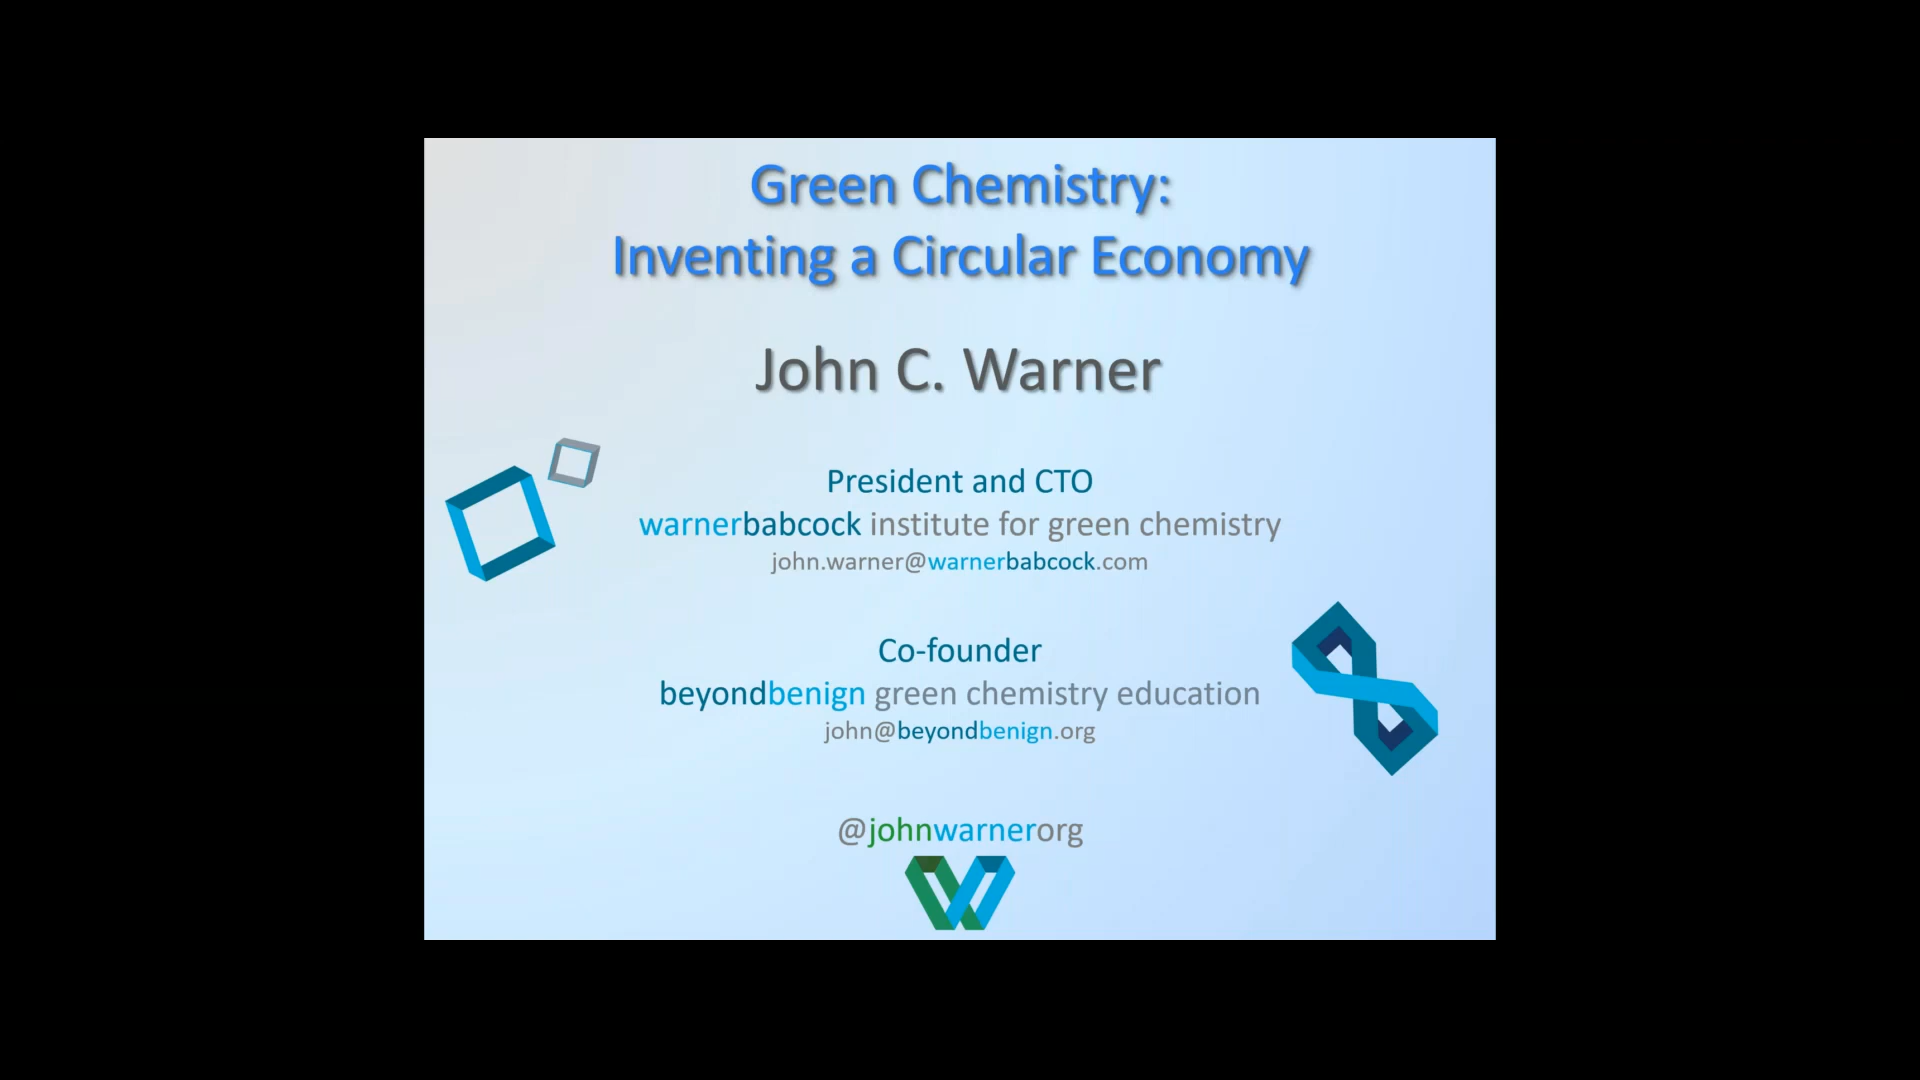 Green Chemistry:
Inventing a Circular Economy
John C. Warner
President and CTO
warnerbabcock institute for green chemistry
john.warner@warnerbabcock.com
Co-founder
beyondbenign green chemistry education
john@beyondbenign.org
@johnwarnerorg